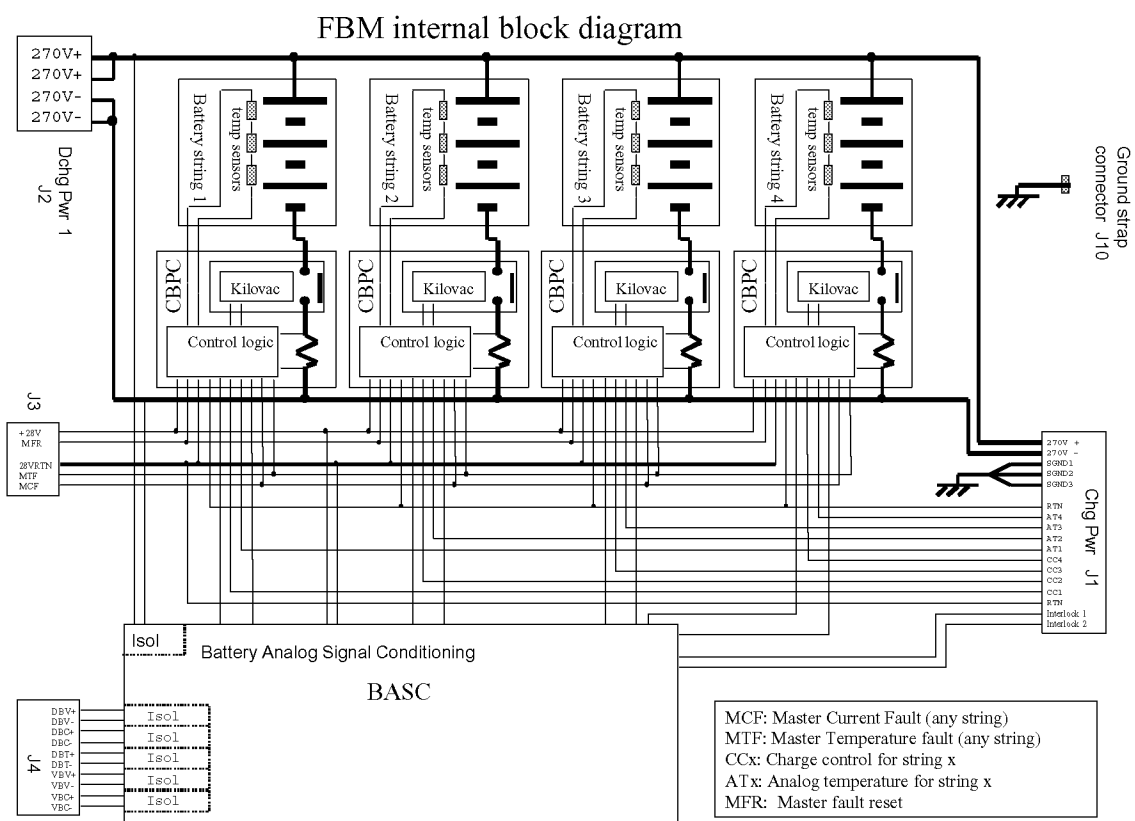 FBM internal block diagram
270V+
270V+
270V-
270V-
Dchg Pwr 1
J2
Battery string 1
temp sensors
Battery string 2
temp sensors
Battery string 3
temp sensors
Battery string 4
temp sensors
Ground strap
connector J10
CBPC
Kilovac
Control logic
CBPC
Kilovac
Control logic
CBPC
Kilovac
Control logic
CBPC
Kilovac
Control logic
J3
+28V
MFR
28VRTN
MTF
MCF
270V +
270V -
SGND1
SGND2
SGND3
RTN
AT4
AT3
AT2
AT1
CC4
CC3
CC2
CC1
RTN
Interlock 1
Interlock 2
Chg Pwr J1
Isol
Battery Analog Signal Conditioning
BASC
DBV+
DBV-
DBC+
DBC-
DBT+
DBT-
VBV+
VBV-
VBC+
VBC-
J4
Isol
Isol
Isol
Isol
Isol
MCF: Master Current Fault (any string)
MTF: Master Temperature fault (any string)
CCx: Charge control for string x
ATx: Analog temperature for string x
MFR: Master fault reset